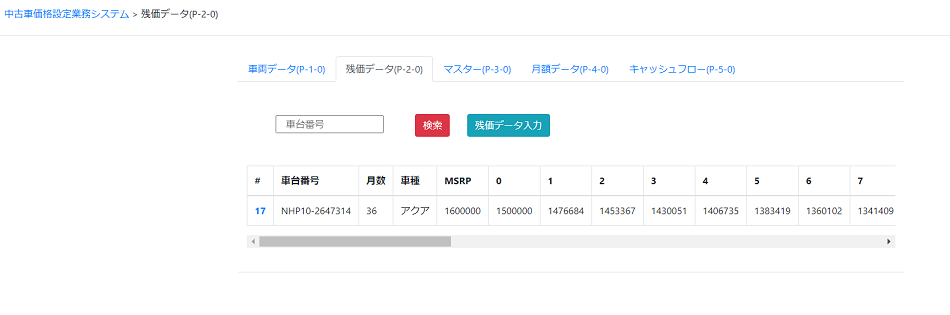 中古車価格設定業務システム > 残価データ(P-2-0)
車両データ(P-1-0) 残価データ(P-2-0) マスター(P-3-0) 月額データ(P-4-0) キャッシュフロー(P-5-0)
車台番号 検索 残価データ入力
# 車台番号 月数 車種 MSRP 0 1 2 3 4 5 6 7
17 NHP10-2647314 36 アクア 1600000 1500000 1476684 1453367 1430051 1406735 1383419 1360102 1341409